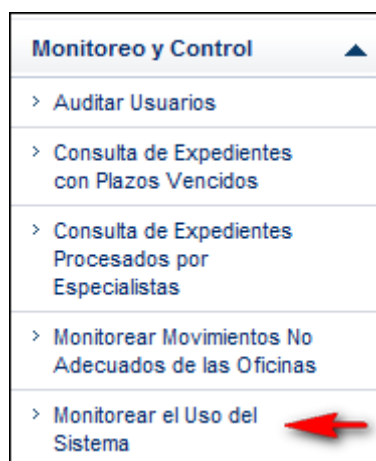 Monitoreo y Control
Auditar Usuarios
Consulta de Expedientes
con Plazos Vencidos
Consulta de Expedientes
Procesados por
Especialistas
Monitorear Movimientos No
Adecuados de las Oficinas
Monitorear el Uso del
Sistema